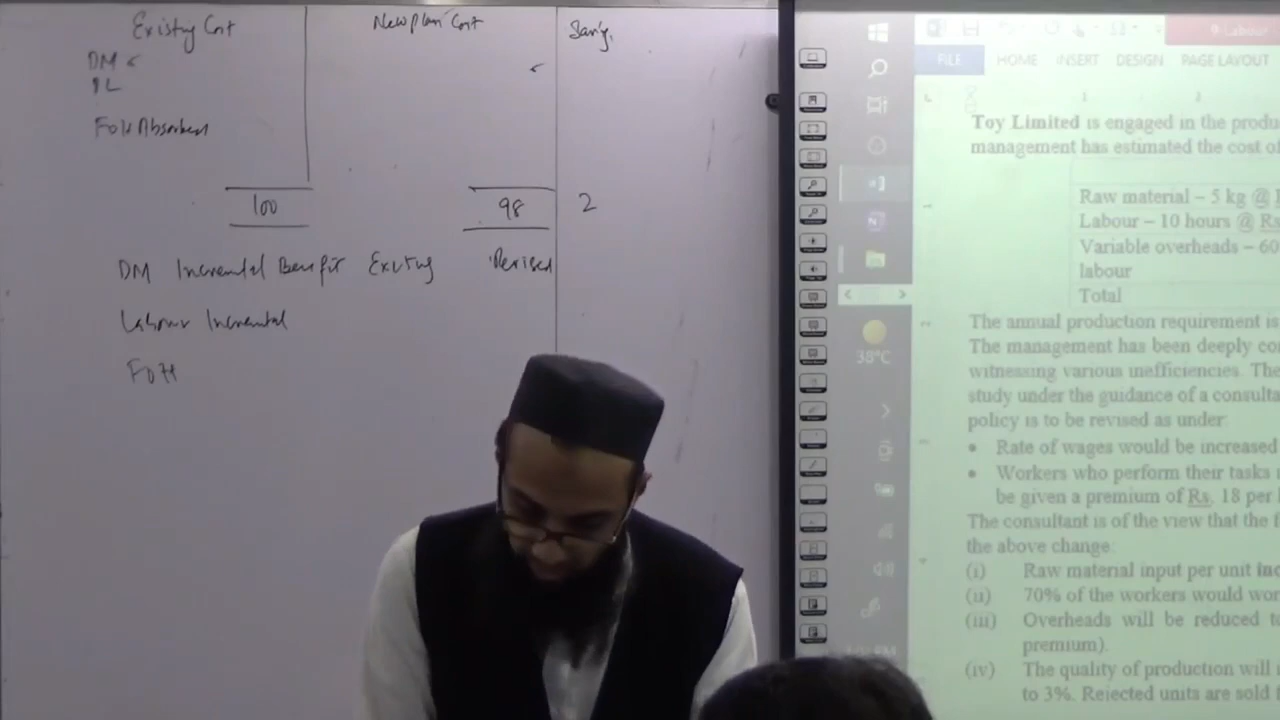 Existing Cost
New plan Cost
Sav'g.
DM
DL
FOH Absorbed
100
98
2
DM Incremental Benefit Existing Revised
Labour Incremental
FOH
FILE HOME INSERT DESIGN PAGE LAYOUT
Toy Limited is engaged in the produ
management has estimated the cost of
Raw material – 5 kg @
Labour – 10 hours @ Rs
Variable overheads – 60
labour
Total
The annual production requirement is
The management has been deeply co
witnessing various inefficiencies. The
study under the guidance of a consulta
policy is to be revised as under:
• Rate of wages would be increased
• Workers who perform their tasks
be given a premium of Rs. 18 per
The consultant is of the view that the f
the above change:
(i) Raw material input per unit inc
(ii) 70% of the workers would wor
(iii) Overheads will be reduced to
premium).
(iv) The quality of production will
to 3%. Rejected units are sold
38°C